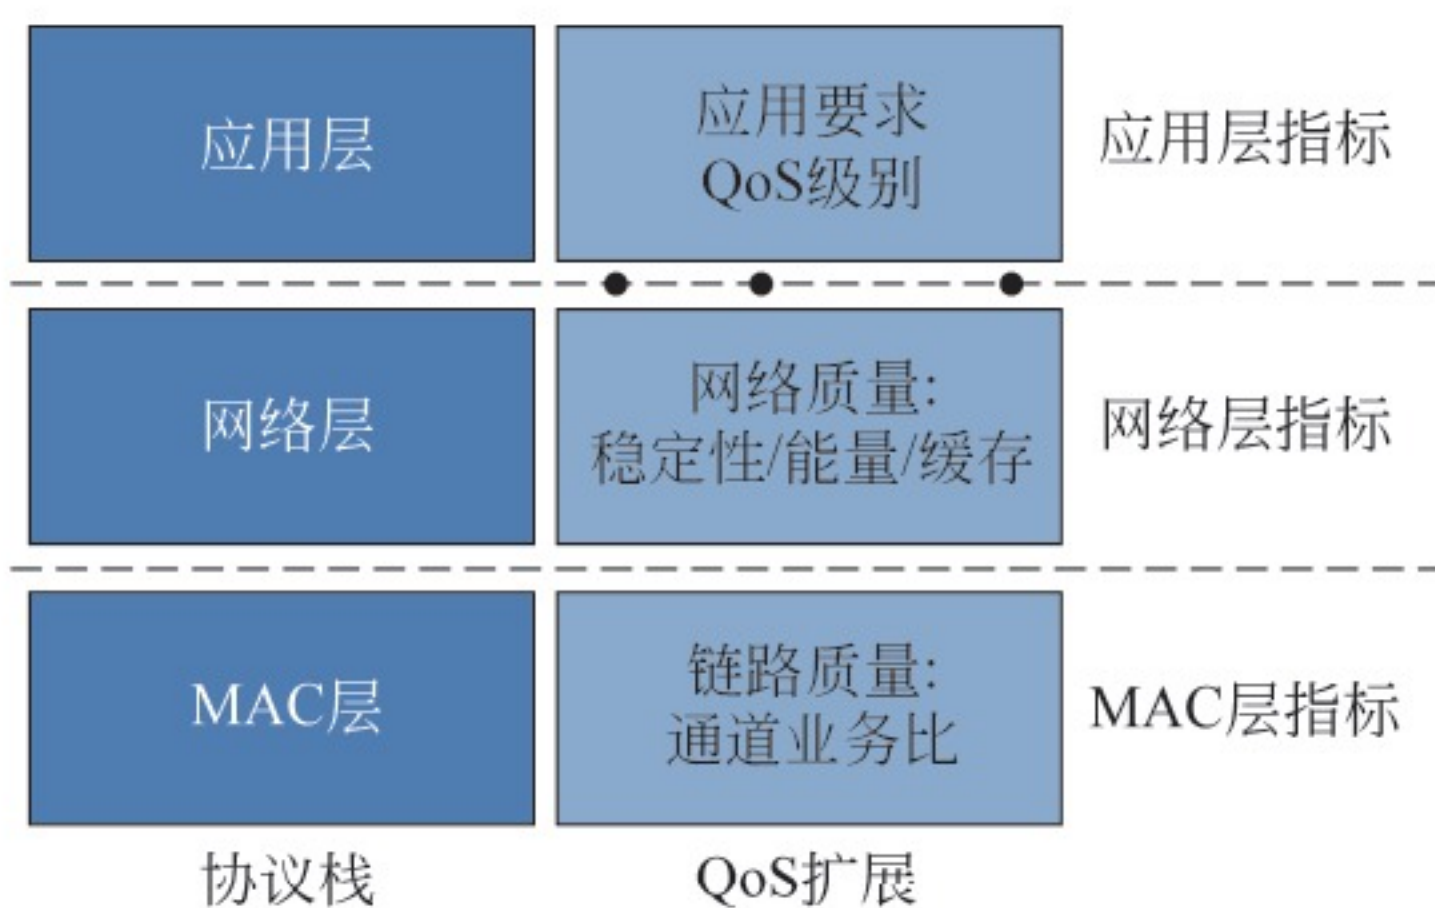 应用层
应用要求
QoS级别
应用层指标
网络层
网络质量:
稳定性/能量/缓存
网络层指标
MAC层
链路质量:
通道业务比
MAC层指标
协议栈
QoS扩展